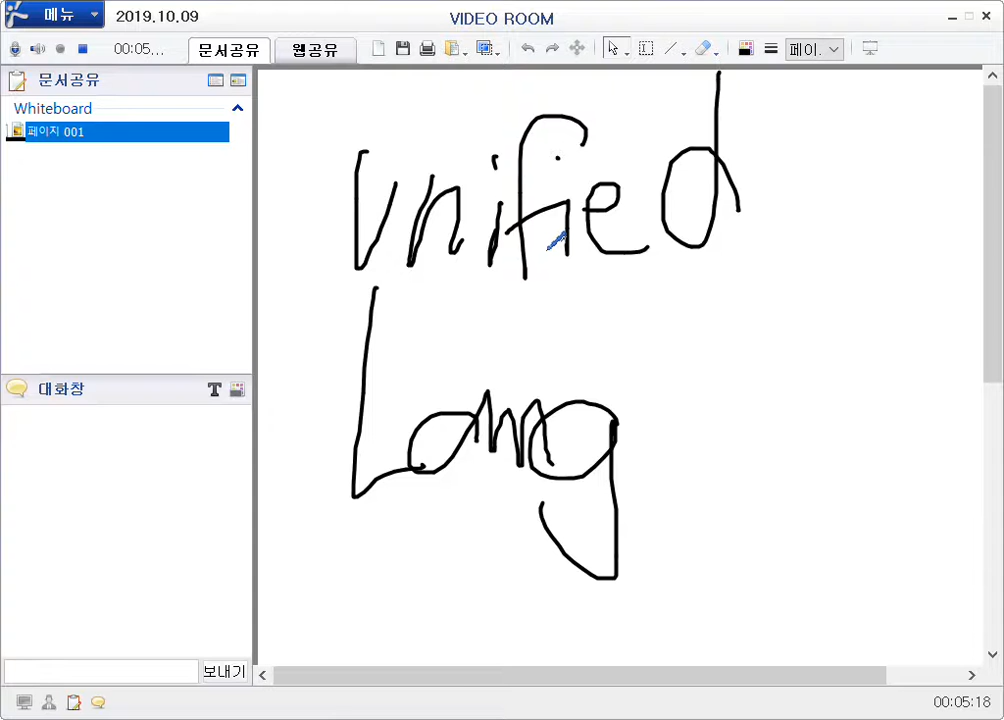 메뉴 2019.10.09 VIDEO ROOM
00:05... 문서공유 웹공유 페이.
문서공유
Whiteboard
페이지 001
unified
Lang
대화창
보내기
00:05:18